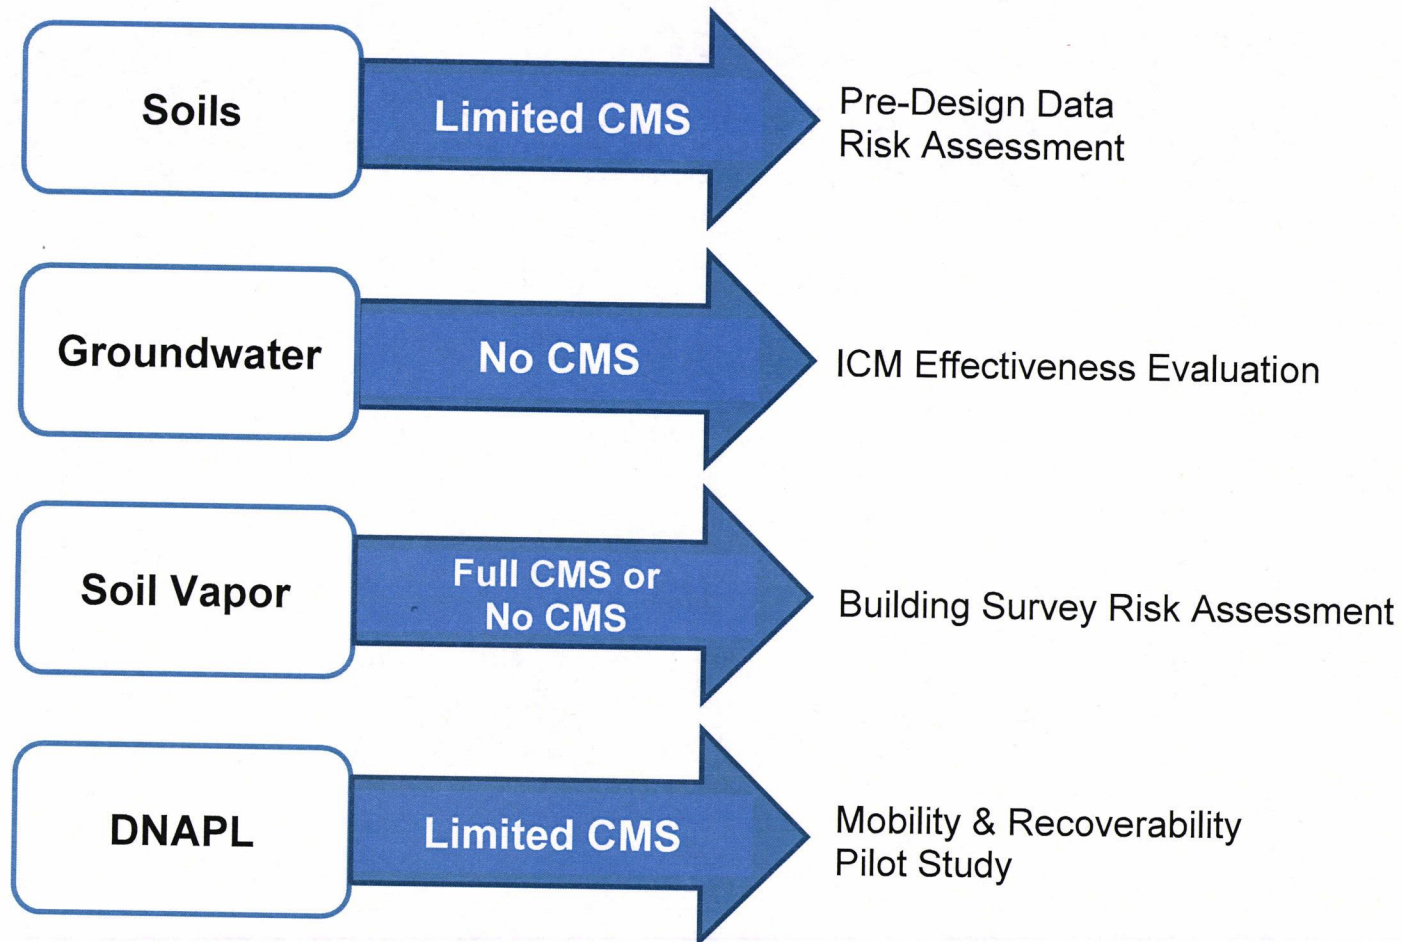 Soils
Limited CMS
Pre-Design Data
Risk Assessment
Groundwater
No CMS
ICM Effectiveness Evaluation
Soil Vapor
Full CMS or
No CMS
Building Survey Risk Assessment
DNAPL
Limited CMS
Mobility & Recoverability
Pilot Study